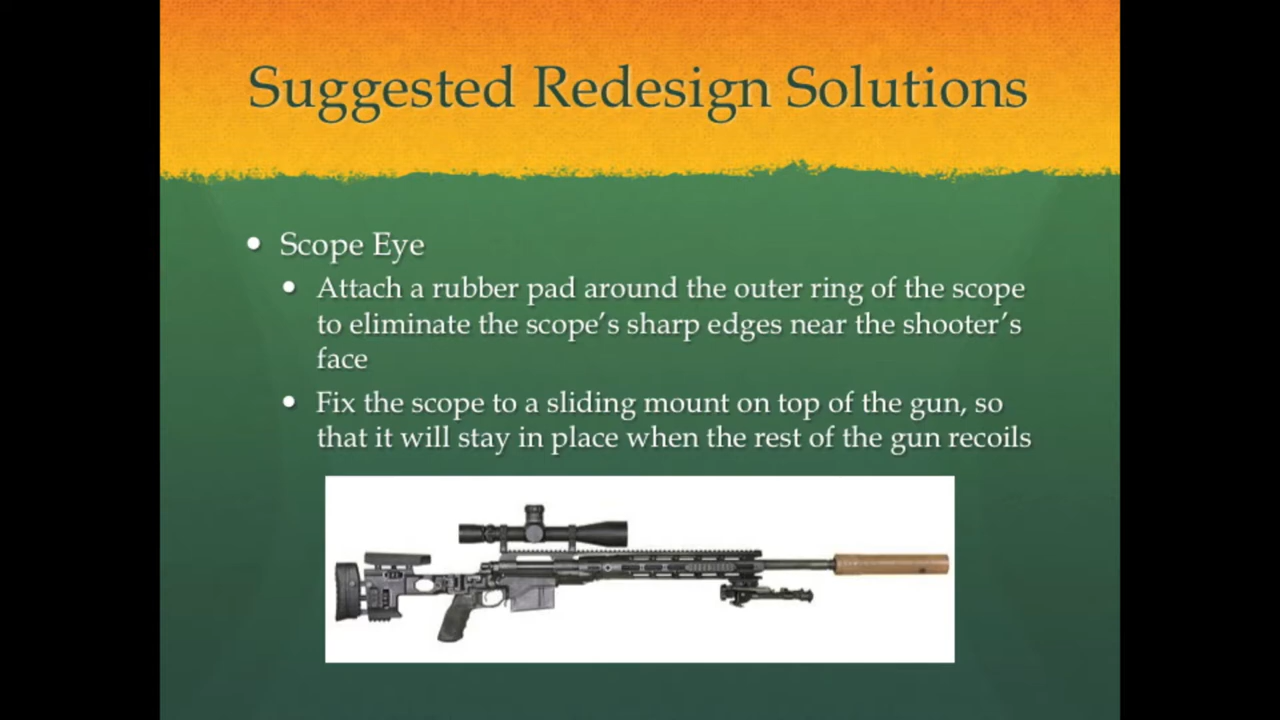 Suggested Redesign Solutions
• Scope Eye
• Attach a rubber pad around the outer ring of the scope
to eliminate the scope’s sharp edges near the shooter’s
face
• Fix the scope to a sliding mount on top of the gun, so
that it will stay in place when the rest of the gun recoils